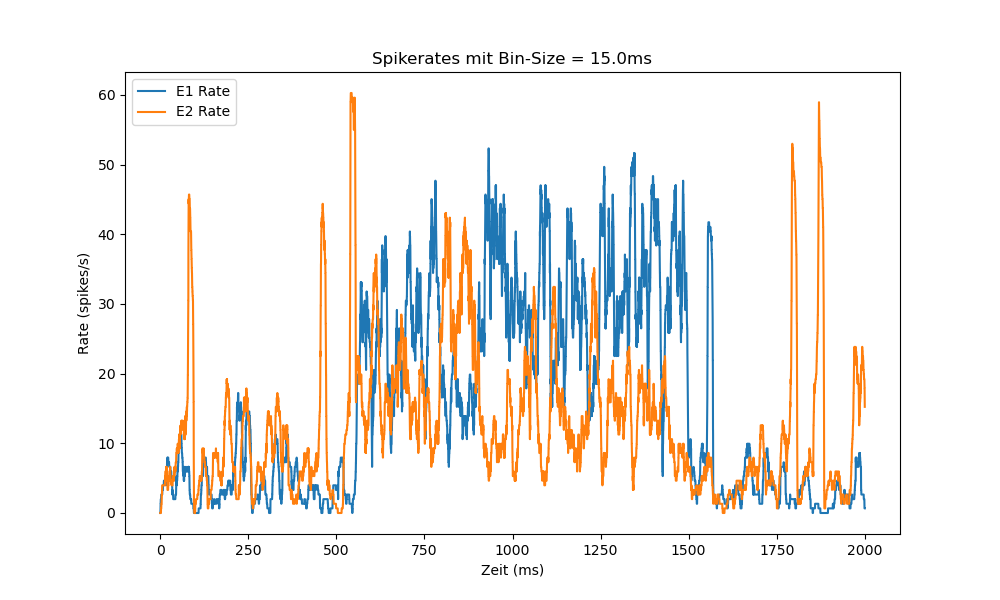 Spikerates mit Bin-Size = 15.0ms
E1 Rate
E2 Rate
60
50
40
30
20
10
0
Rate (spikes/s)
0 250 500 750 1000 1250 1500 1750 2000
Zeit (ms)